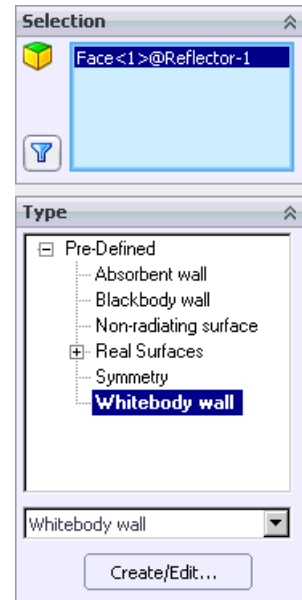 Selection
Face<1>@Reflector-1
Type
Pre-Defined
Absorbent wall
Blackbody wall
Non-radiating surface
Real Surfaces
Symmetry
Whitebody wall
Whitebody wall
Create/Edit...